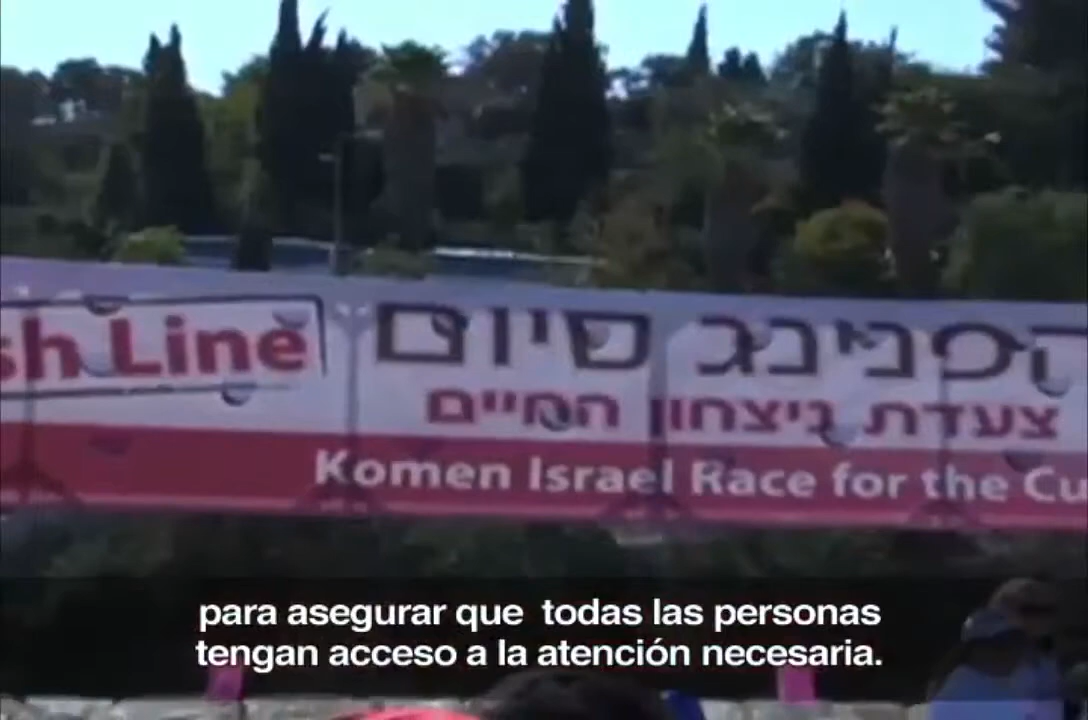 sh Line
הפנינג סיום
צעדת ניצחון החיים
Komen Israel Race for the Cu
para asegurar que todas las personas
tengan acceso a la atención necesaria.